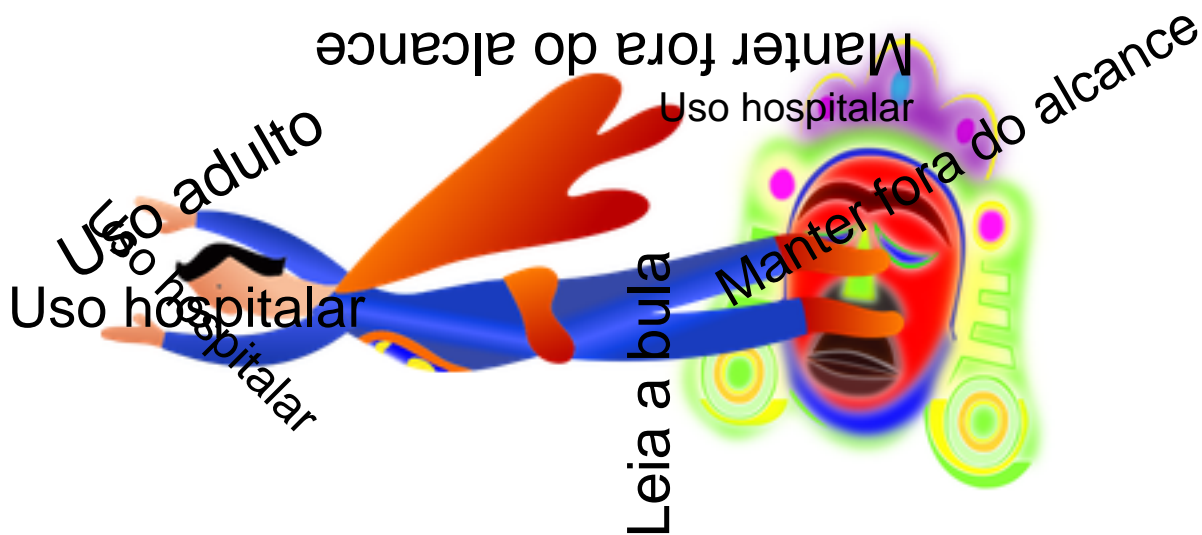 Manter fora do alcance
Uso hospitalar
Manter fora do alcance
Uso adulto
Uso hospitalar
Uso hospitalar
Leia a bula